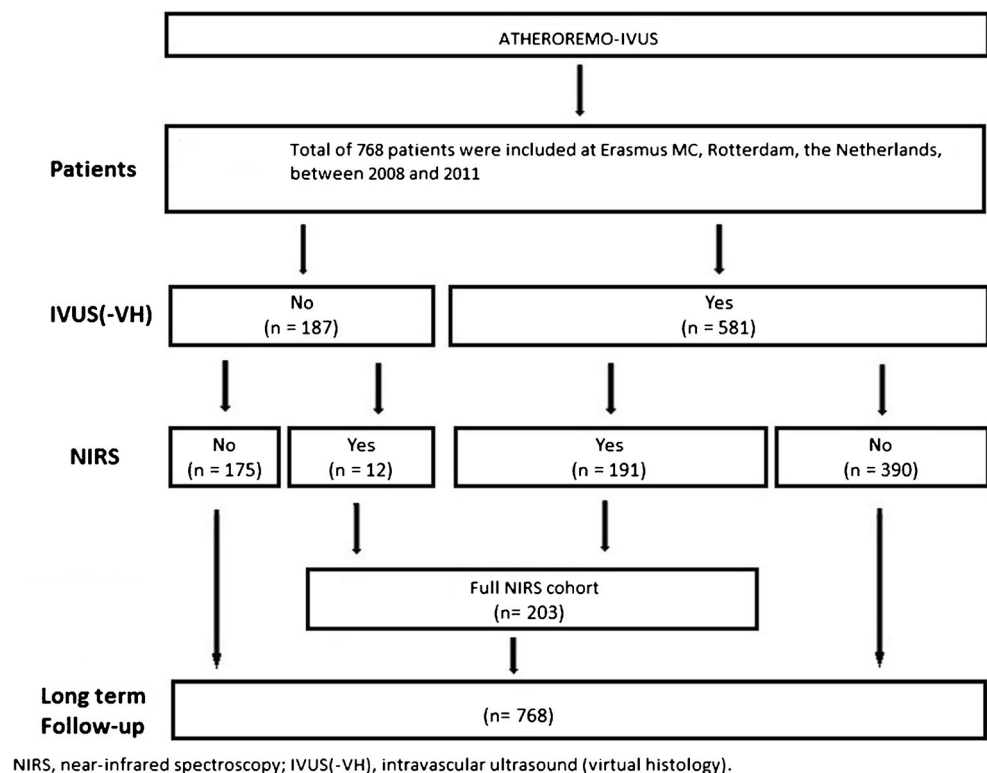 ATHEROREMO-IVUS
Patients
Total of 768 patients were included at Erasmus MC, Rotterdam, the Netherlands,
between 2008 and 2011
IVUS(-VH)
No
(n = 187)
Yes
(n = 581)
NIRS
No
(n = 175)
Yes
(n = 12)
Yes
(n = 191)
No
(n = 390)
Full NIRS cohort
(n= 203)
Long term
Follow-up
(n= 768)
NIRS, near-infrared spectroscopy; IVUS(-VH), intravascular ultrasound (virtual histology).